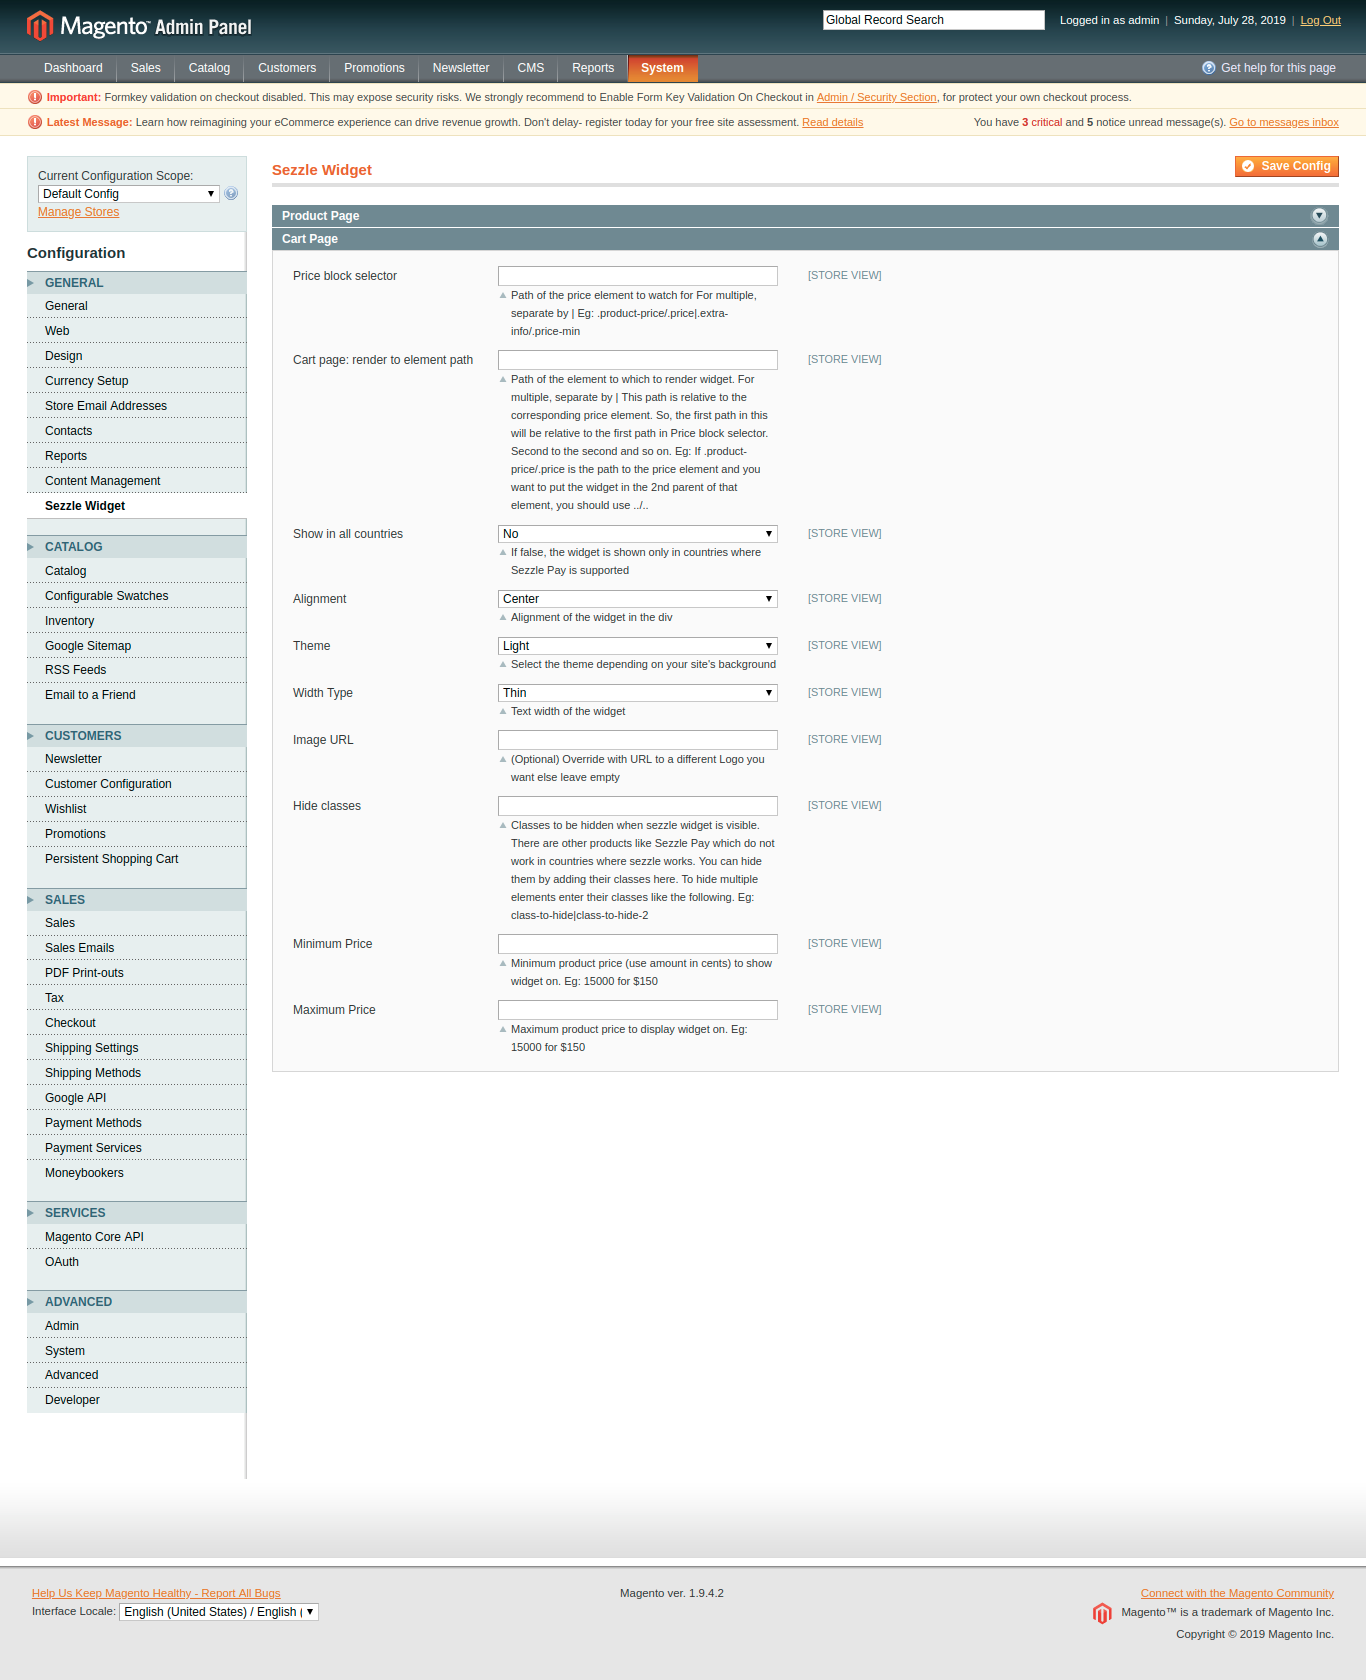 Magento™ Admin Panel
Global Record Search
Logged in as admin | Sunday, July 28, 2019 | Log Out
Dashboard Sales Catalog Customers Promotions Newsletter CMS Reports System Get help for this page
Important: Formkey validation on checkout disabled. This may expose security risks. We strongly recommend to Enable Form Key Validation On Checkout in Admin / Security Section, for protect your own checkout process.
Latest Message: Learn how reimagining your eCommerce experience can drive revenue growth. Don't delay- register today for your free site assessment. Read details You have 3 critical and 5 notice unread message(s). Go to messages inbox
Current Configuration Scope:
Default Config
Manage Stores
Configuration
GENERAL
General
Web
Design
Currency Setup
Store Email Addresses
Contacts
Reports
Content Management
Sezzle Widget
CATALOG
Catalog
Configurable Swatches
Inventory
Google Sitemap
RSS Feeds
Email to a Friend
CUSTOMERS
Newsletter
Customer Configuration
Wishlist
Promotions
Persistent Shopping Cart
SALES
Sales
Sales Emails
PDF Print-outs
Tax
Checkout
Shipping Settings
Shipping Methods
Google API
Payment Methods
Payment Services
Moneybookers
SERVICES
Magento Core API
OAuth
ADVANCED
Admin
System
Advanced
Developer
Sezzle Widget
Save Config
Product Page
Cart Page
Price block selector [STORE VIEW]
Path of the price element to watch for For multiple,
separate by | Eg: .product-price/.price|.extra-
info/.price-min
Cart page: render to element path [STORE VIEW]
Path of the element to which to render widget. For
multiple, separate by | This path is relative to the
corresponding price element. So, the first path in this
will be relative to the first path in Price block selector.
Second to the second and so on. Eg: If .product-
price/.price is the path to the price element and you
want to put the widget in the 2nd parent of that
element, you should use ../..
Show in all countries No [STORE VIEW]
If false, the widget is shown only in countries where
Sezzle Pay is supported
Alignment Center [STORE VIEW]
Alignment of the widget in the div
Theme Light [STORE VIEW]
Select the theme depending on your site's background
Width Type Thin [STORE VIEW]
Text width of the widget
Image URL [STORE VIEW]
(Optional) Override with URL to a different Logo you
want else leave empty
Hide classes [STORE VIEW]
Classes to be hidden when sezzle widget is visible.
There are other products like Sezzle Pay which do not
work in countries where sezzle works. You can hide
them by adding their classes here. To hide multiple
elements enter their classes like the following. Eg:
class-to-hide|class-to-hide-2
Minimum Price [STORE VIEW]
Minimum product price (use amount in cents) to show
widget on. Eg: 15000 for $150
Maximum Price [STORE VIEW]
Maximum product price to display widget on. Eg:
15000 for $150
Help Us Keep Magento Healthy - Report All Bugs
Interface Locale: English (United States) / English (
Magento ver. 1.9.4.2
Connect with the Magento Community
Magento™ is a trademark of Magento Inc.
Copyright © 2019 Magento Inc.